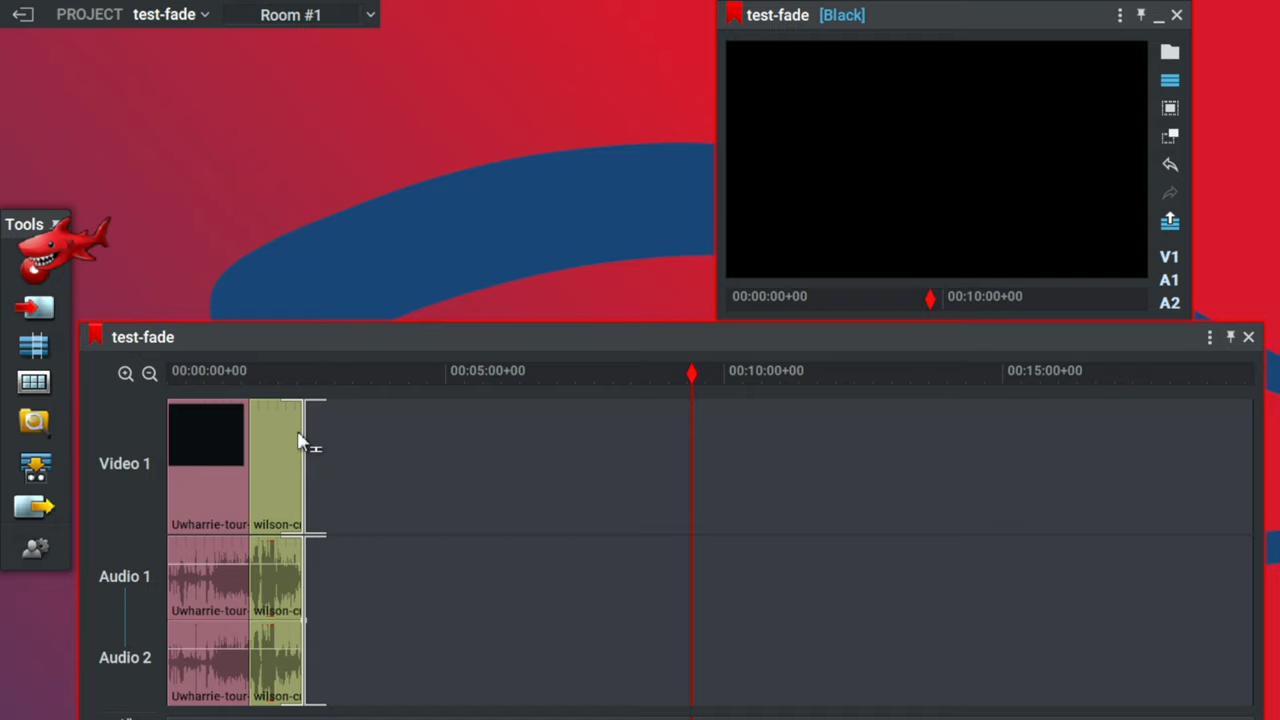 PROJECT test-fade Room #1
test-fade [Black]
Tools
V1
A1
A2
00:00:00+00 00:10:00+00
test-fade
00:00:00+00 00:05:00+00 00:10:00+00 00:15:00+00
Video 1
Uwharrie-tour- wilson-c
Audio 1
Uwharrie-tour- wilson-c
Audio 2
Uwharrie-tour- wilson-c